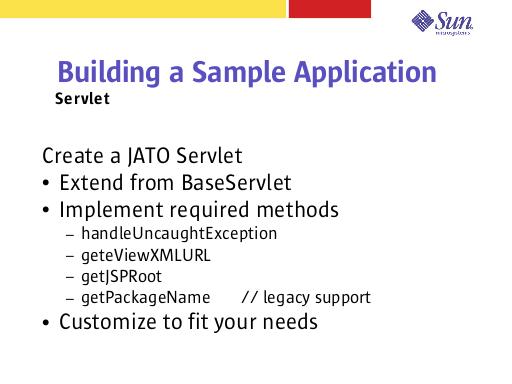 Sun
microsystems
Building a Sample Application
Servlet
Create a JATO Servlet
• Extend from BaseServlet
• Implement required methods
– handleUncaughtException
– geteViewXMLURL
– getJSPRoot
– getPackageName // legacy support
• Customize to fit your needs